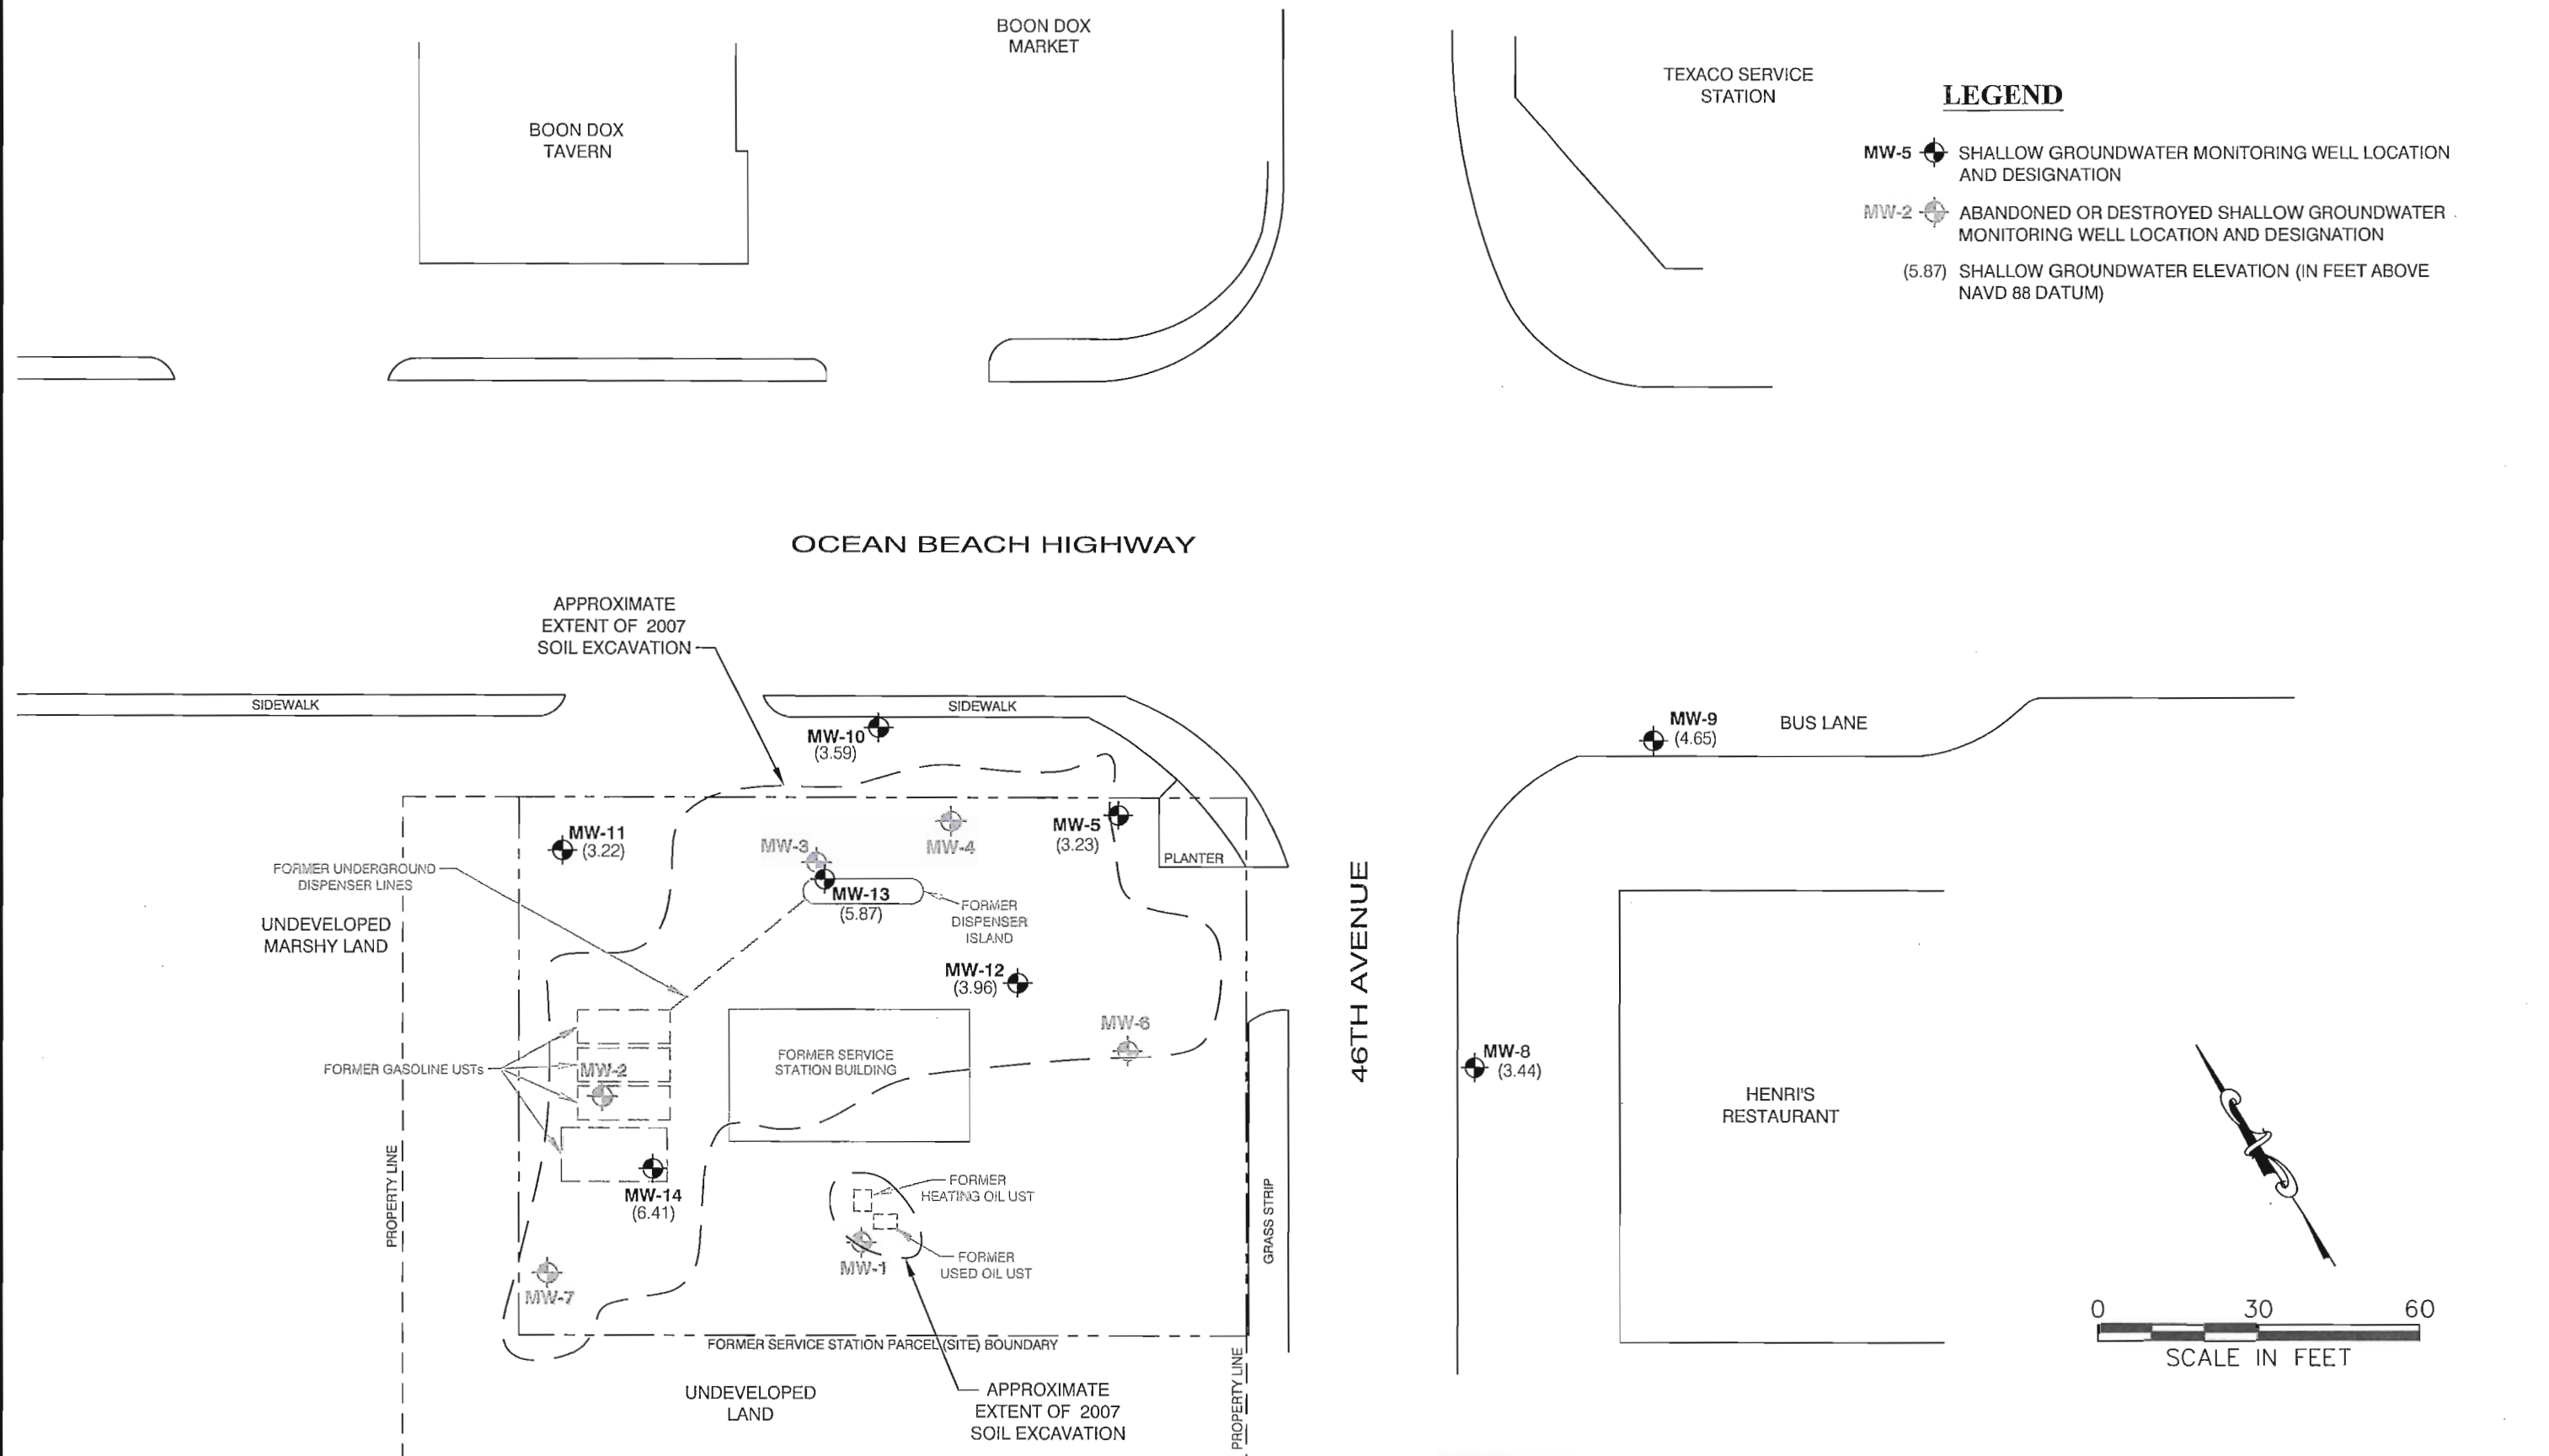 BOON DOX
MARKET
BOON DOX
TAVERN
TEXACO SERVICE
STATION
LEGEND
MW-5 SHALLOW GROUNDWATER MONITORING WELL LOCATION
AND DESIGNATION
MW-2 ABANDONED OR DESTROYED SHALLOW GROUNDWATER
MONITORING WELL LOCATION AND DESIGNATION
(5.87) SHALLOW GROUNDWATER ELEVATION (IN FEET ABOVE
NAVD 88 DATUM)
OCEAN BEACH HIGHWAY
APPROXIMATE
EXTENT OF 2007
SOIL EXCAVATION
SIDEWALK
SIDEWALK
MW-10
(3.59)
MW-9
(4.65)
BUS LANE
MW-11
(3.22)
MW-3
MW-4
MW-5
(3.23)
PLANTER
FORMER UNDERGROUND
DISPENSER LINES
MW-13
(5.87)
FORMER
DISPENSER
ISLAND
UNDEVELOPED
MARSHY LAND
46TH AVENUE
MW-12
(3.96)
MW-6
FORMER SERVICE
STATION BUILDING
FORMER GASOLINE USTs
MW-2
MW-8
(3.44)
HENRI'S
RESTAURANT
PROPERTY LINE
MW-14
(6.41)
FORMER
HEATING OIL UST
GRASS STRIP
FORMER
USED OIL UST
MW-1
MW-7
0 30 60
SCALE IN FEET
FORMER SERVICE STATION PARCEL (SITE) BOUNDARY
PROPERTY LINE
UNDEVELOPED
LAND
APPROXIMATE
EXTENT OF 2007
SOIL EXCAVATION